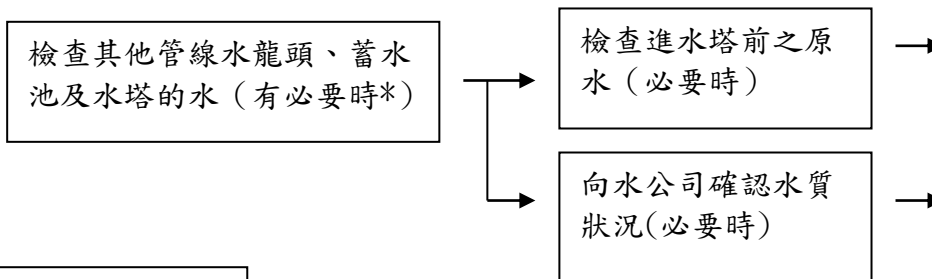 檢查其他管線水龍頭、蓄水
池及水塔的水（有必要時*）
檢查進水塔前之原
水（必要時）
向水公司確認水質
狀況(必要時）